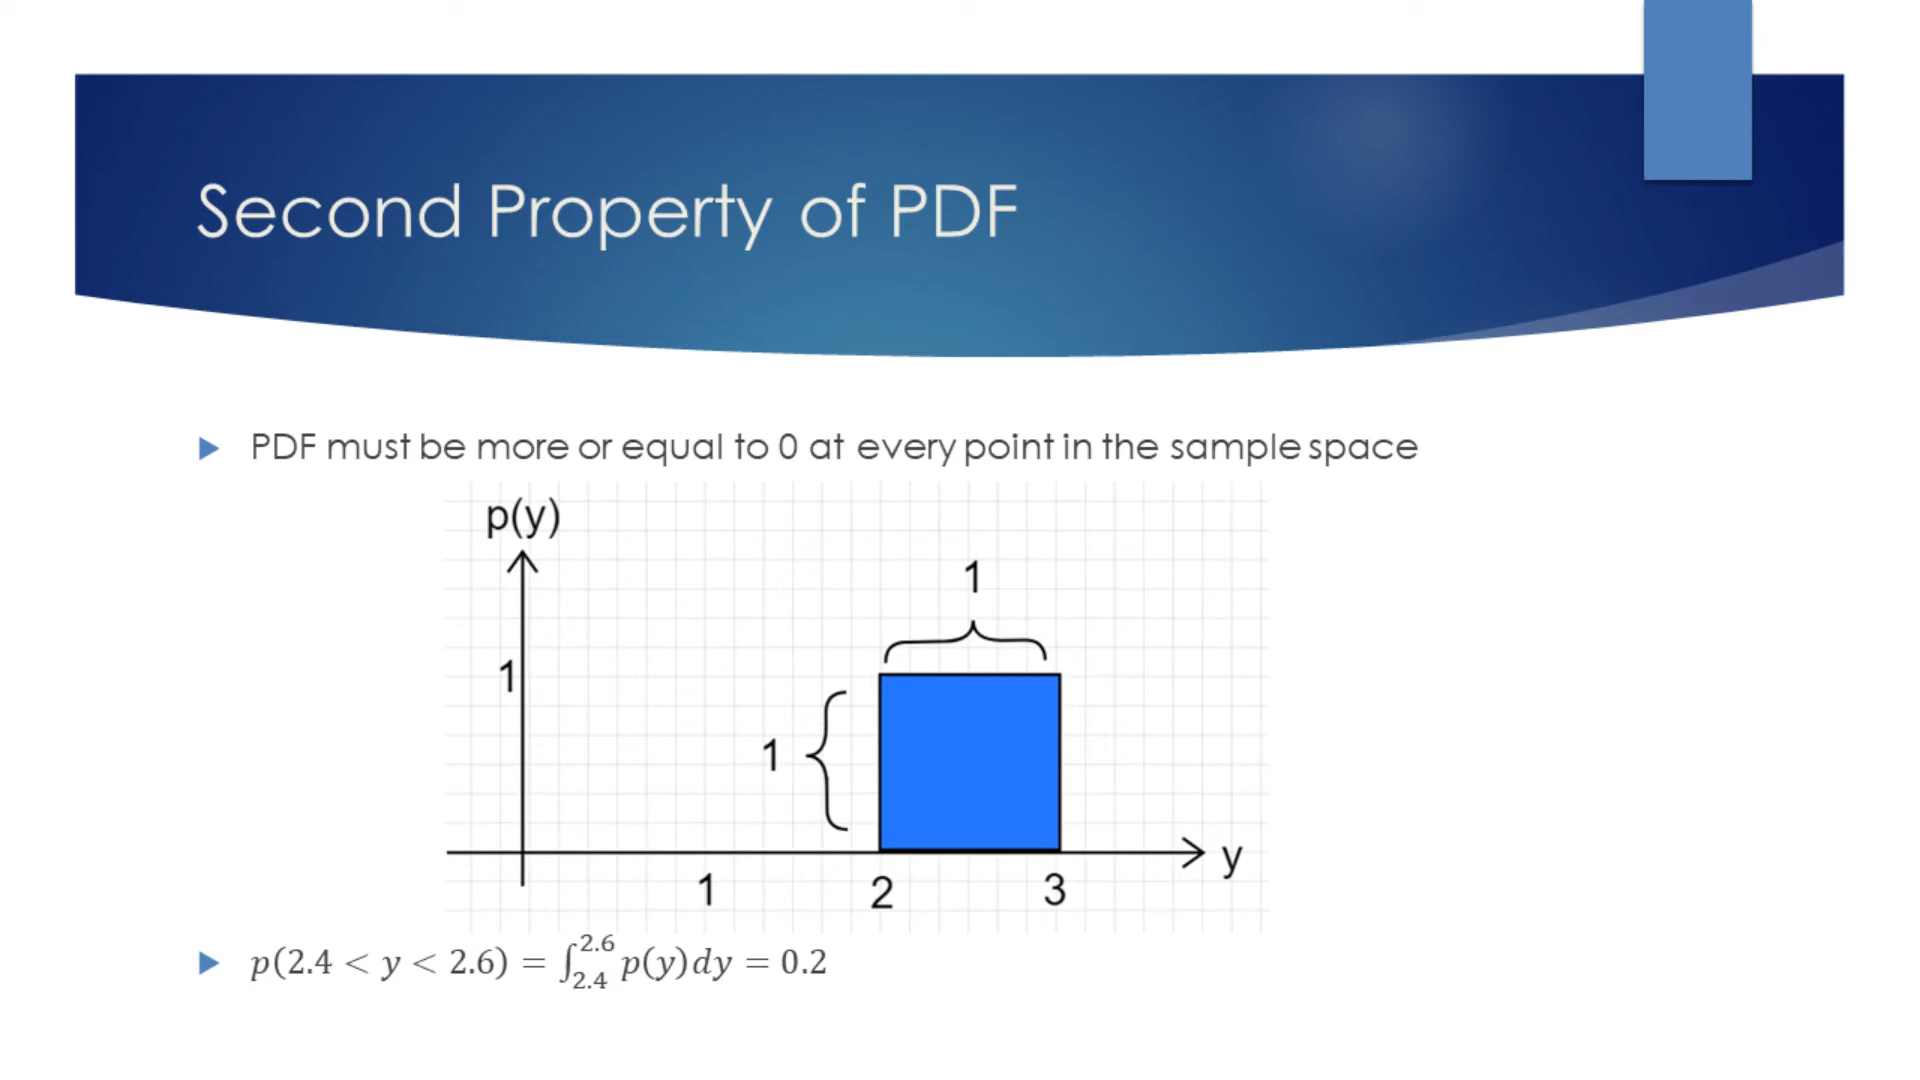 Second Property of PDF
PDF must be more or equal to 0 at every point in the sample space
p(y)
1
1
1
y
1
2
3
p(2.4 < y < 2.6) = ∫_{2.4}^{2.6} p(y)dy = 0.2